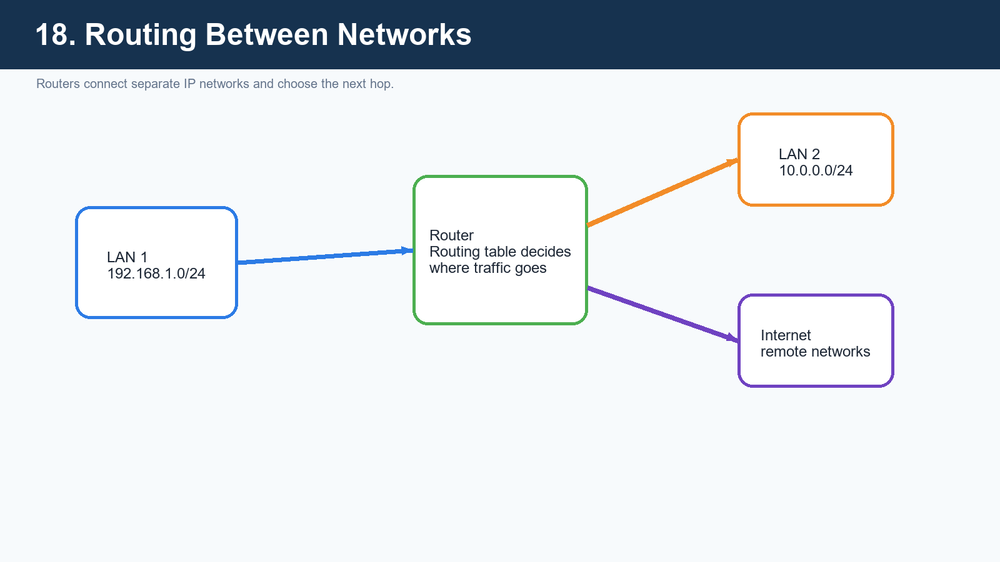 18. Routing Between Networks
Routers connect separate IP networks and choose the next hop.
LAN 1
192.168.1.0/24
Router
Routing table decides
where traffic goes
LAN 2
10.0.0.0/24
Internet
remote networks